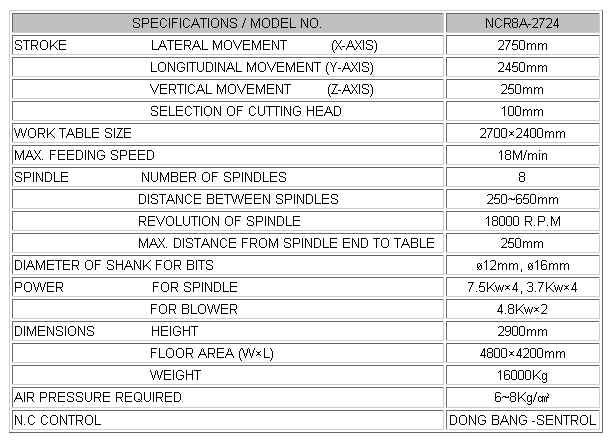 SPECIFICATIONS / MODEL NO. NCR8A-2724
STROKE LATERAL MOVEMENT (X-AXIS) 2750mm
LONGITUDINAL MOVEMENT (Y-AXIS) 2450mm
VERTICAL MOVEMENT (Z-AXIS) 250mm
SELECTION OF CUTTING HEAD 100mm
WORK TABLE SIZE 2700×2400mm
MAX. FEEDING SPEED 18M/min
SPINDLE NUMBER OF SPINDLES 8
DISTANCE BETWEEN SPINDLES 250~650mm
REVOLUTION OF SPINDLE 18000 R.P.M
MAX. DISTANCE FROM SPINDLE END TO TABLE 250mm
DIAMETER OF SHANK FOR BITS ø12mm, ø16mm
POWER FOR SPINDLE 7.5Kw×4, 3.7Kw×4
FOR BLOWER 4.8Kw×2
DIMENSIONS HEIGHT 2900mm
FLOOR AREA (W×L) 4800×4200mm
WEIGHT 16000Kg
AIR PRESSURE REQUIRED 6~8Kg/㎠
N.C CONTROL DONG BANG -SENTROL